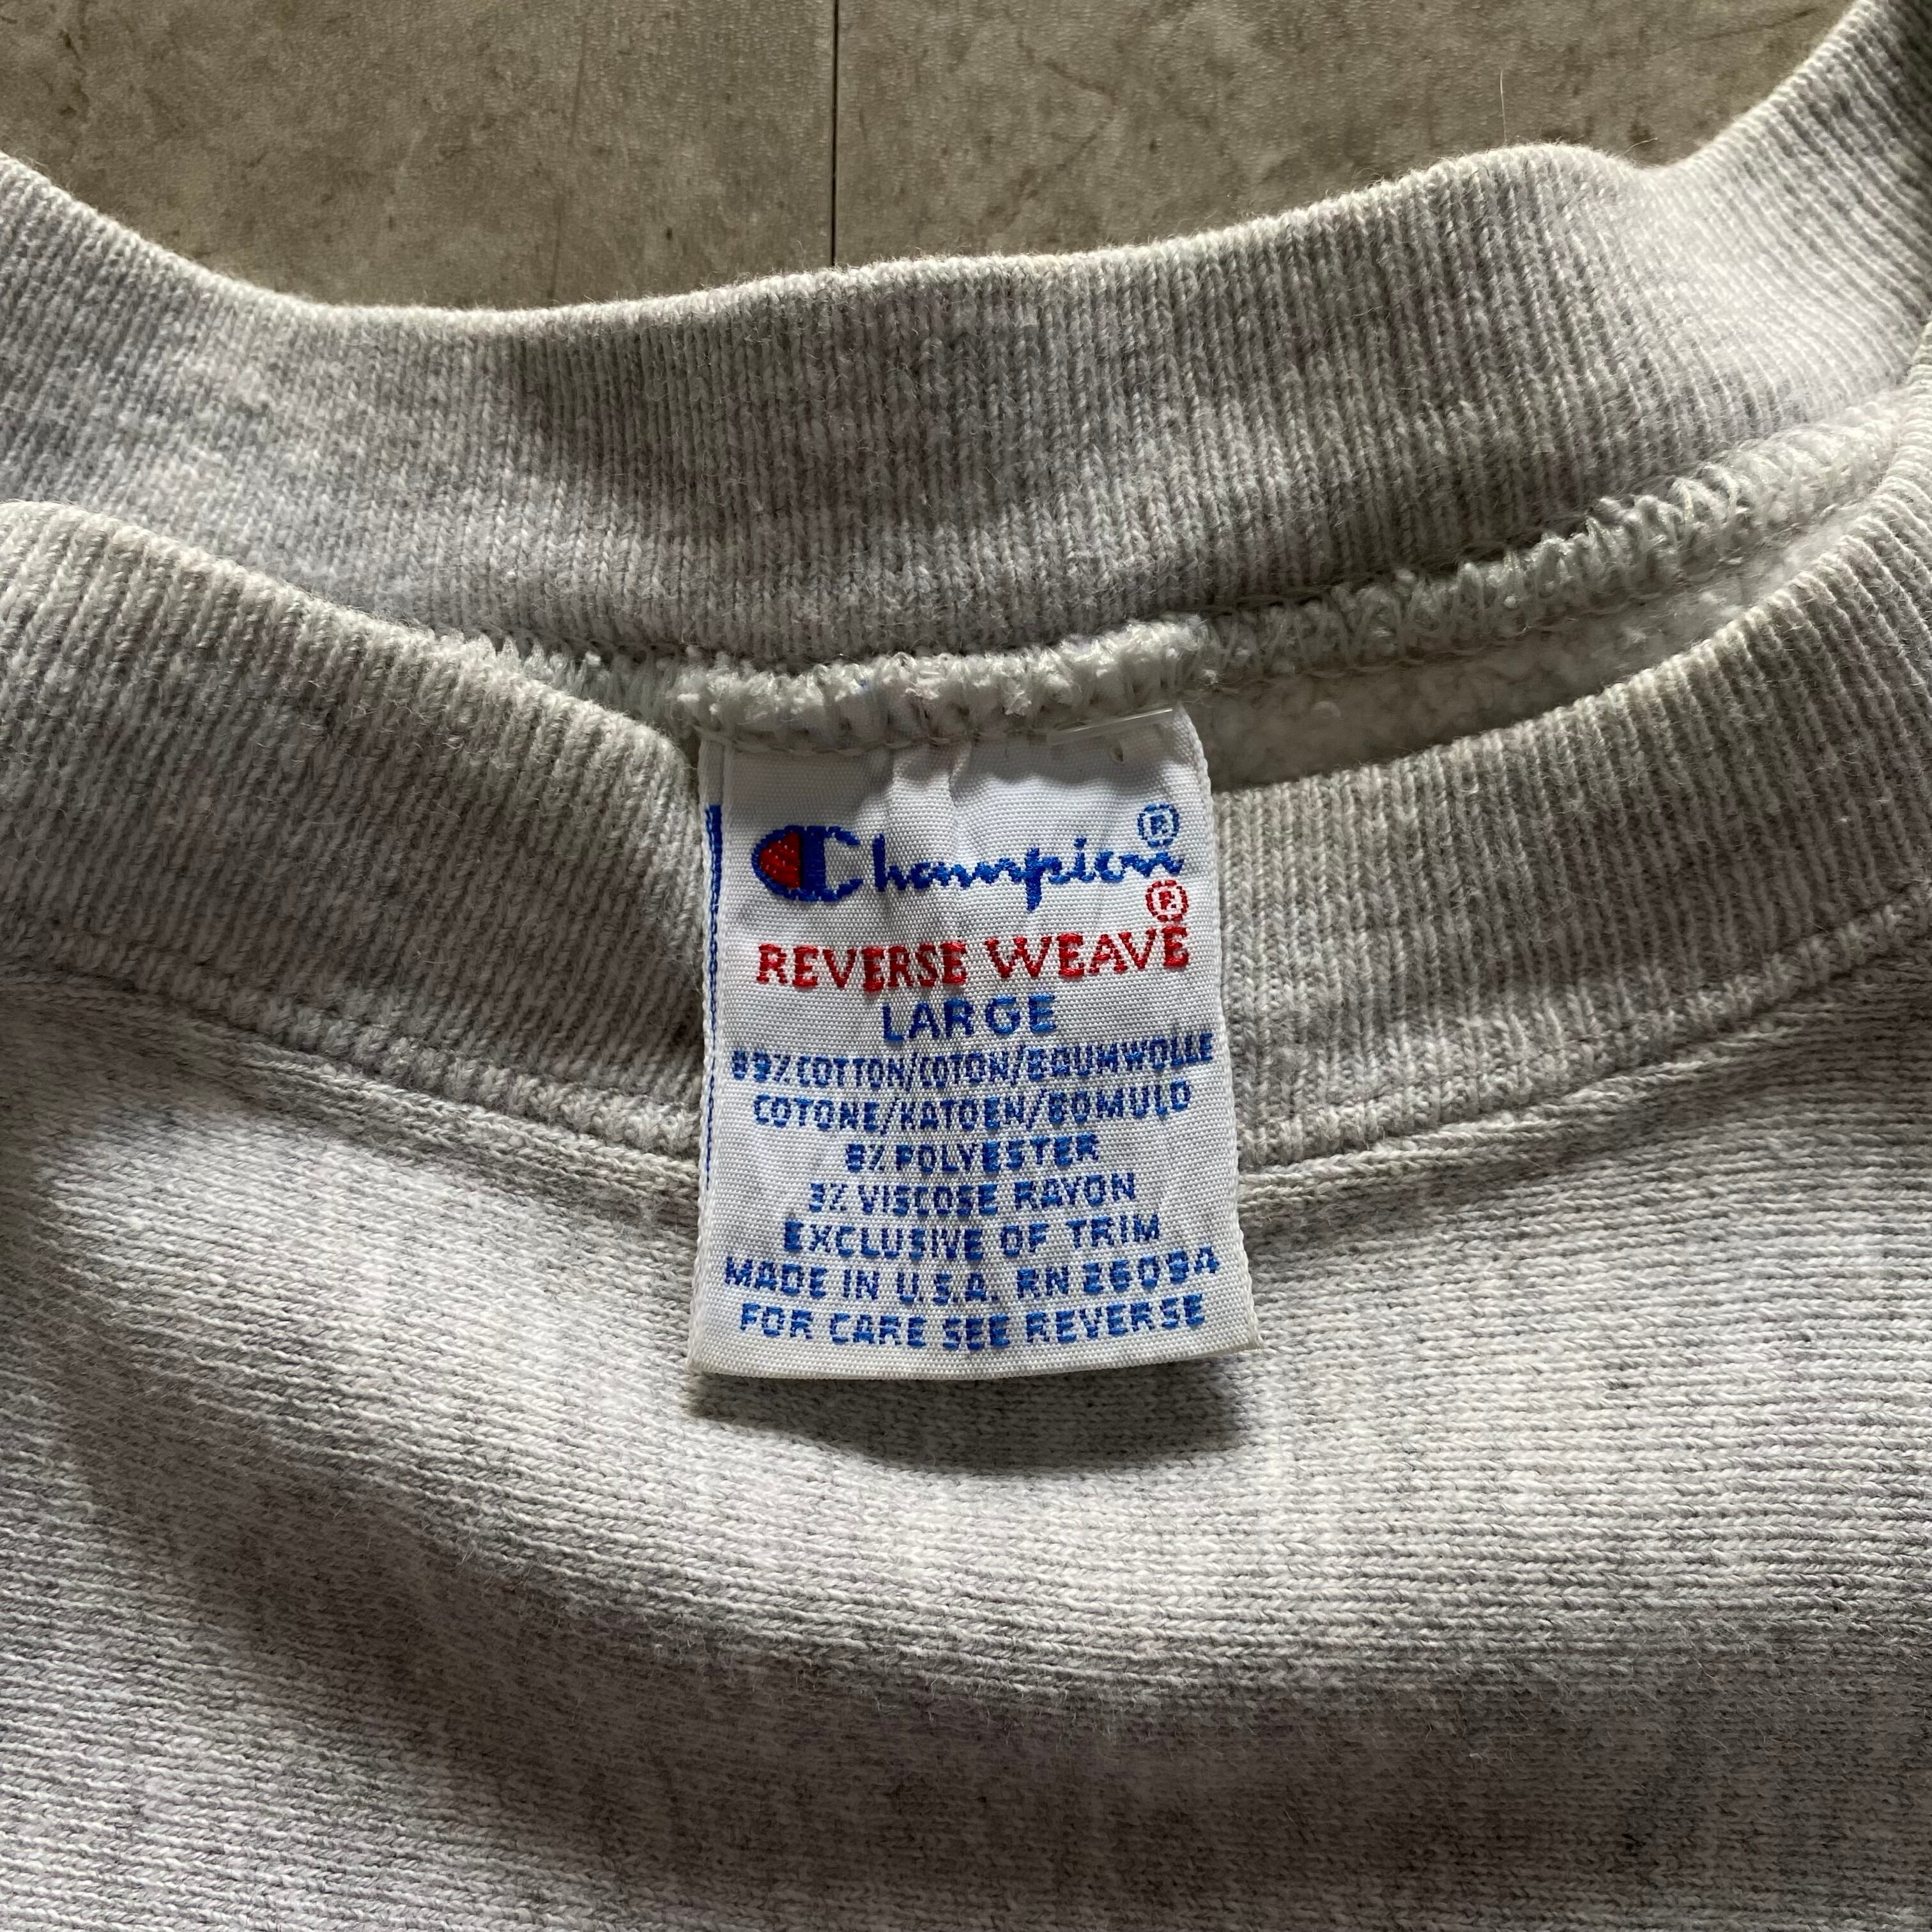 Champion®
®
REVERSE WEAVE
LARGE
89% COTTON/COTON/BAUMWOLLE
COTONE/KATOEN/BOMULD
8% POLYESTER
3% VISCOSE RAYON
EXCLUSIVE OF TRIM
MADE IN U.S.A. RN 26094
FOR CARE SEE REVERSE